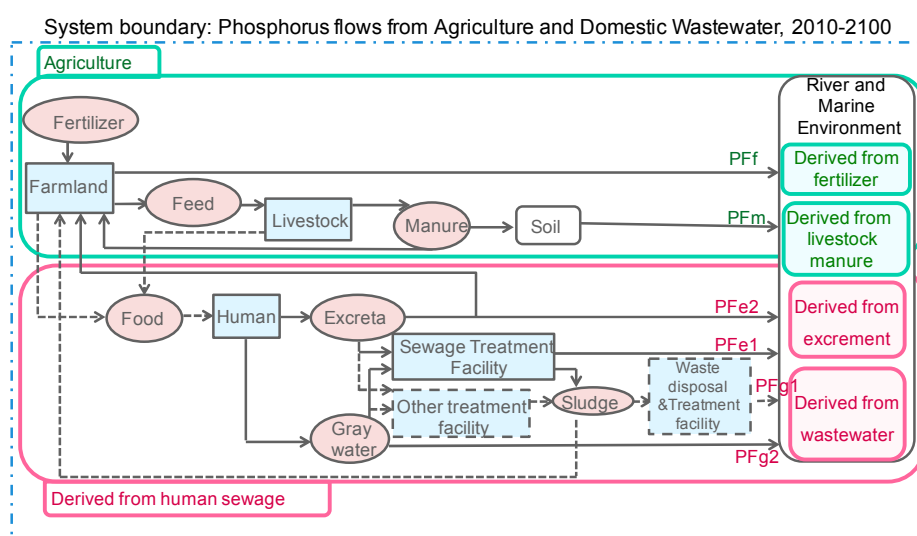 System boundary: Phosphorus flows from Agriculture and Domestic Wastewater, 2010-2100
Agriculture
River and
Marine
Environment
Fertilizer
PFf
Derived from
fertilizer
Farmland
Feed
Livestock
Manure
Soil
PFm
Derived from
livestock
manure
Food
Human
Excreta
PFe2
Derived from
excrement
Sewage Treatment
Facility
PFe1
Waste
disposal
&Treatment
facility
PFg1
Other treatment
facility
Sludge
Derived from
wastewater
Gray
water
PFg2
Derived from human sewage